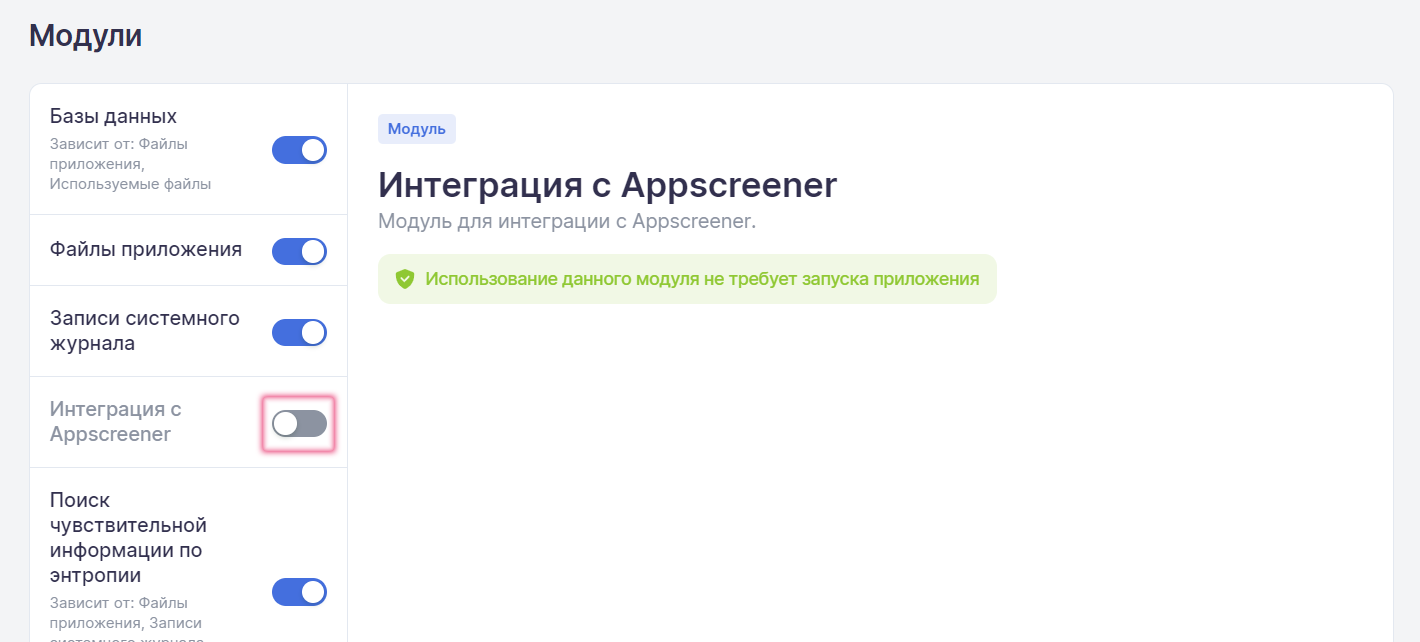 Модули
Базы данных
Зависит от: Файлы
приложения,
Используемые файлы
Файлы приложения
Записи системного
журнала
Интеграция с
Appscreener
Поиск
чувствительной
информации по
энтропии
Зависит от: Файлы
приложения, Записи
системного журнала
Модуль
Интеграция с Appscreener
Модуль для интеграции с Appscreener.
Использование данного модуля не требует запуска приложения